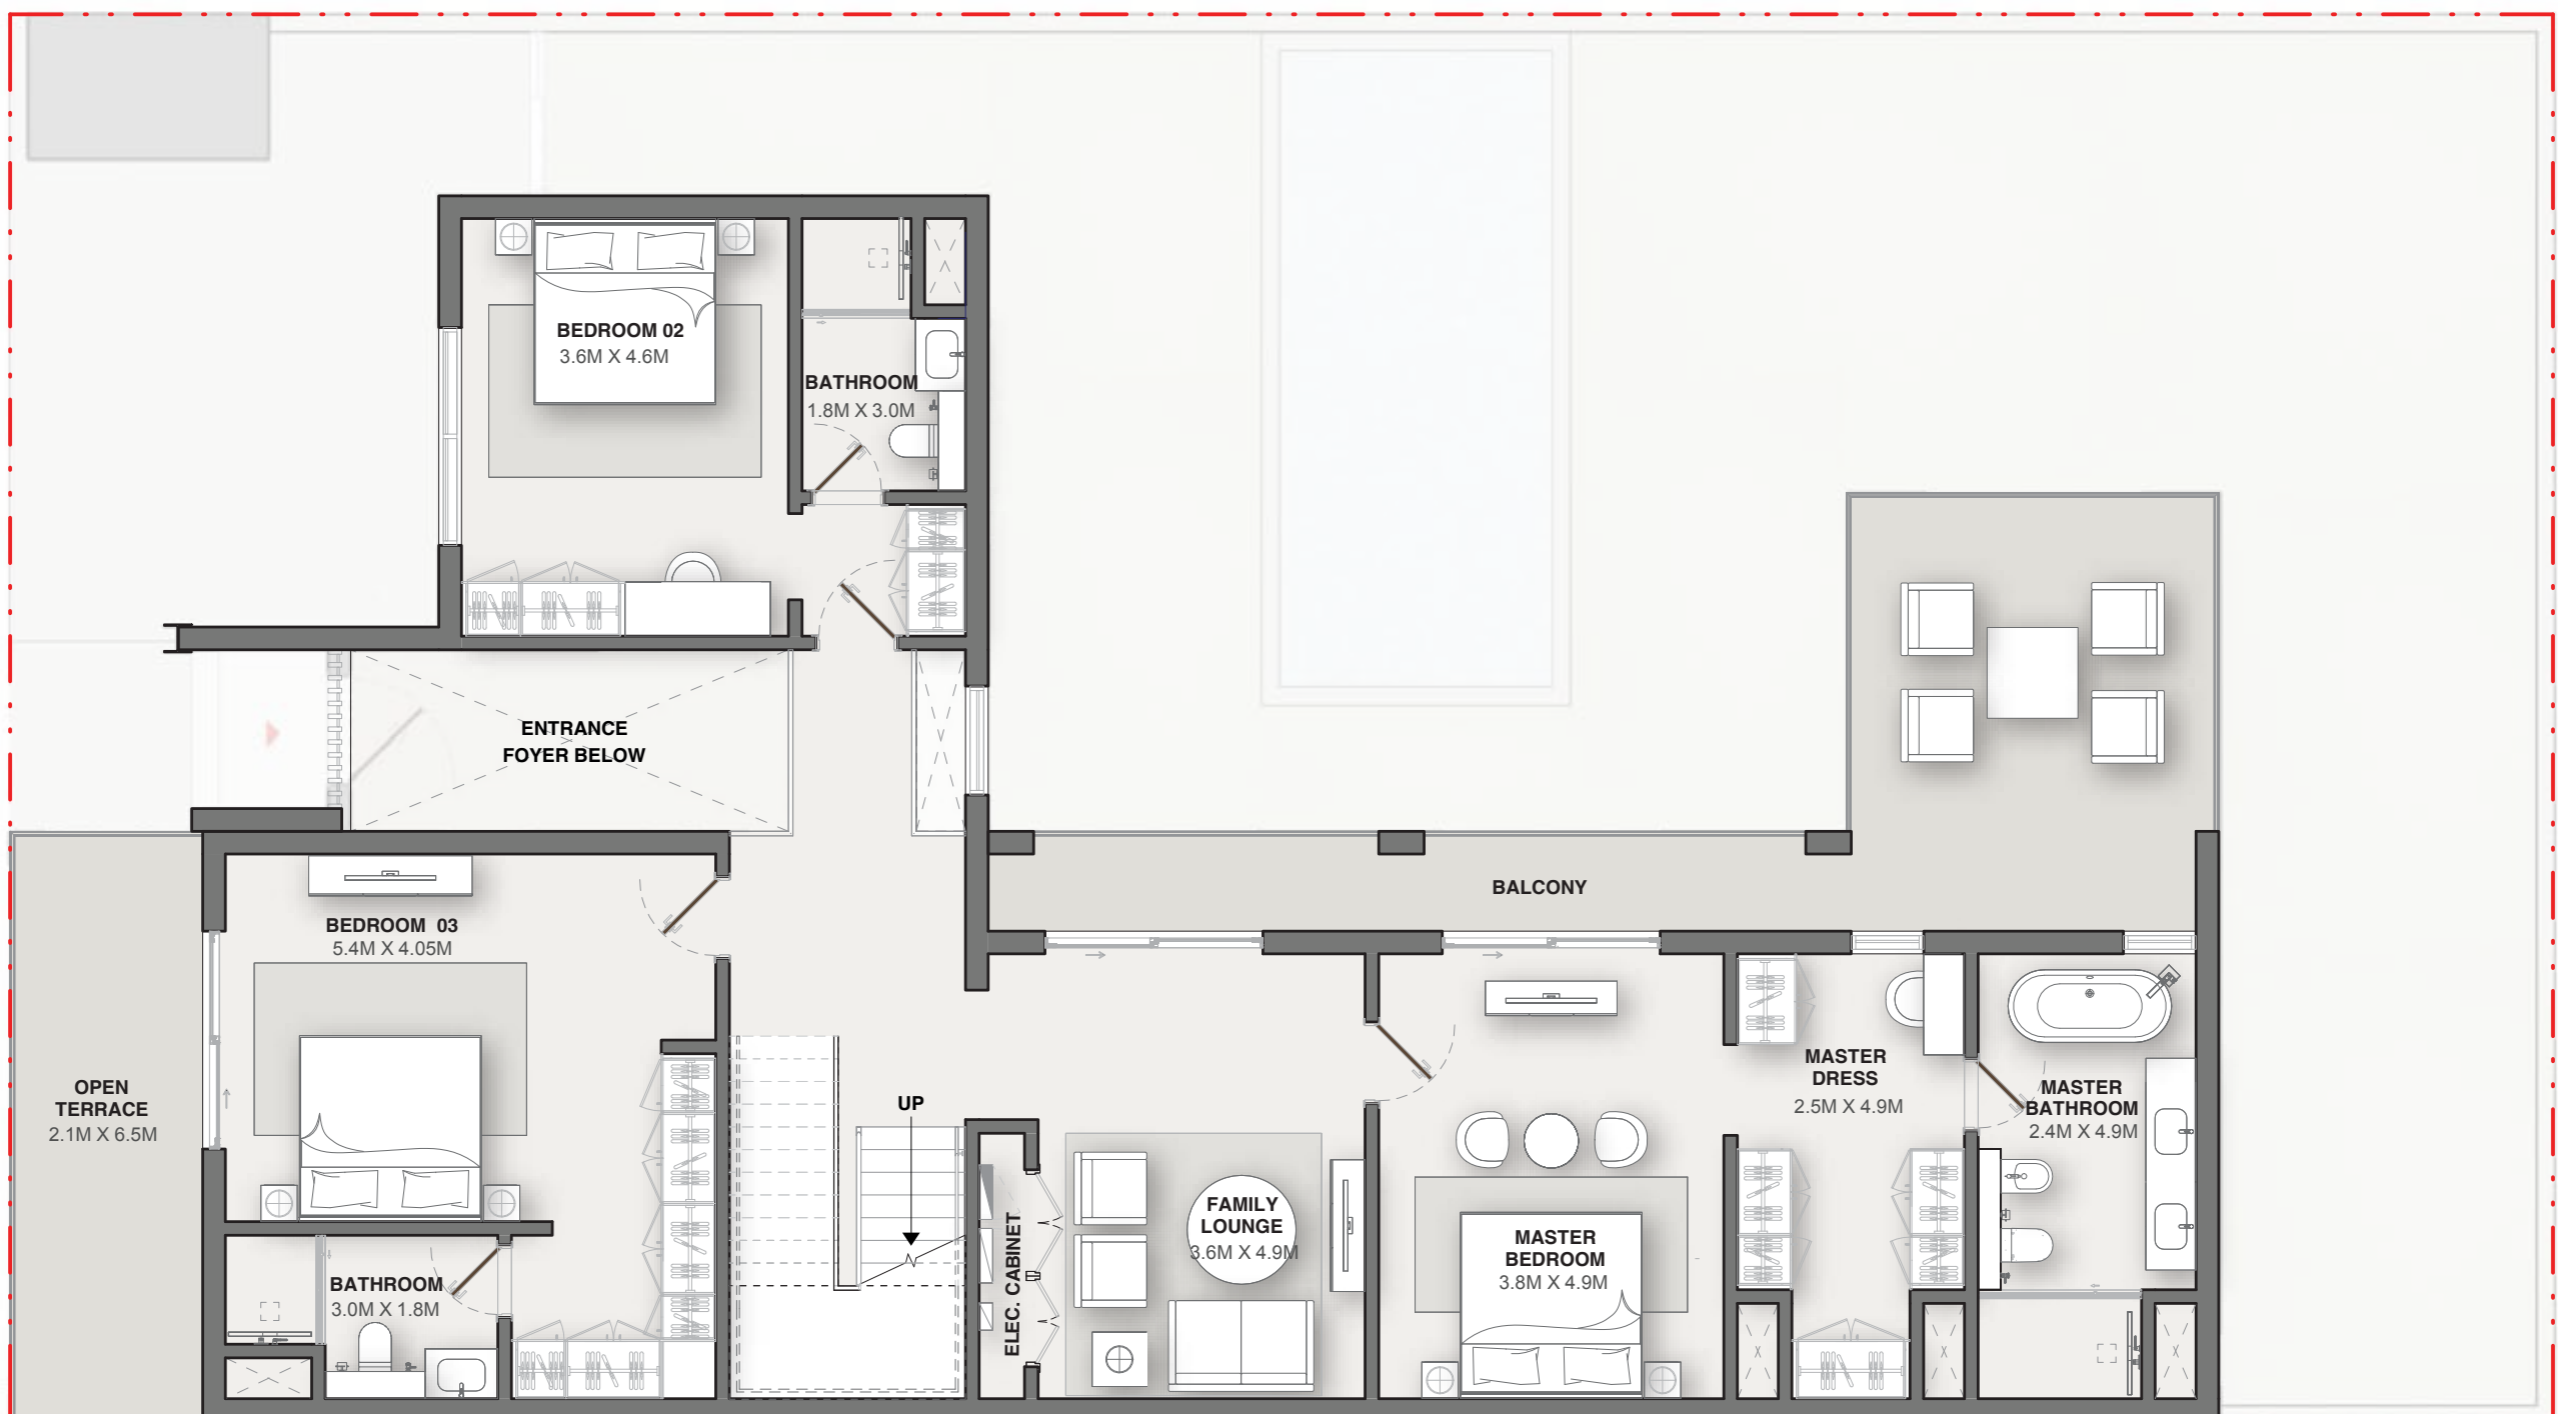 BEDROOM 02
3.6M X 4.6M
BATHROOM
1.8M X 3.0M
ENTRANCE
FOYER BELOW
BALCONY
BEDROOM 03
5.4M X 4.05M
OPEN
TERRACE
2.1M X 6.5M
UP
MASTER
DRESS
2.5M X 4.9M
MASTER
BATHROOM
2.4M X 4.9M
FAMILY
LOUNGE
3.6M X 4.9M
MASTER
BEDROOM
3.8M X 4.9M
ELEC. CABINET
BATHROOM
3.0M X 1.8M